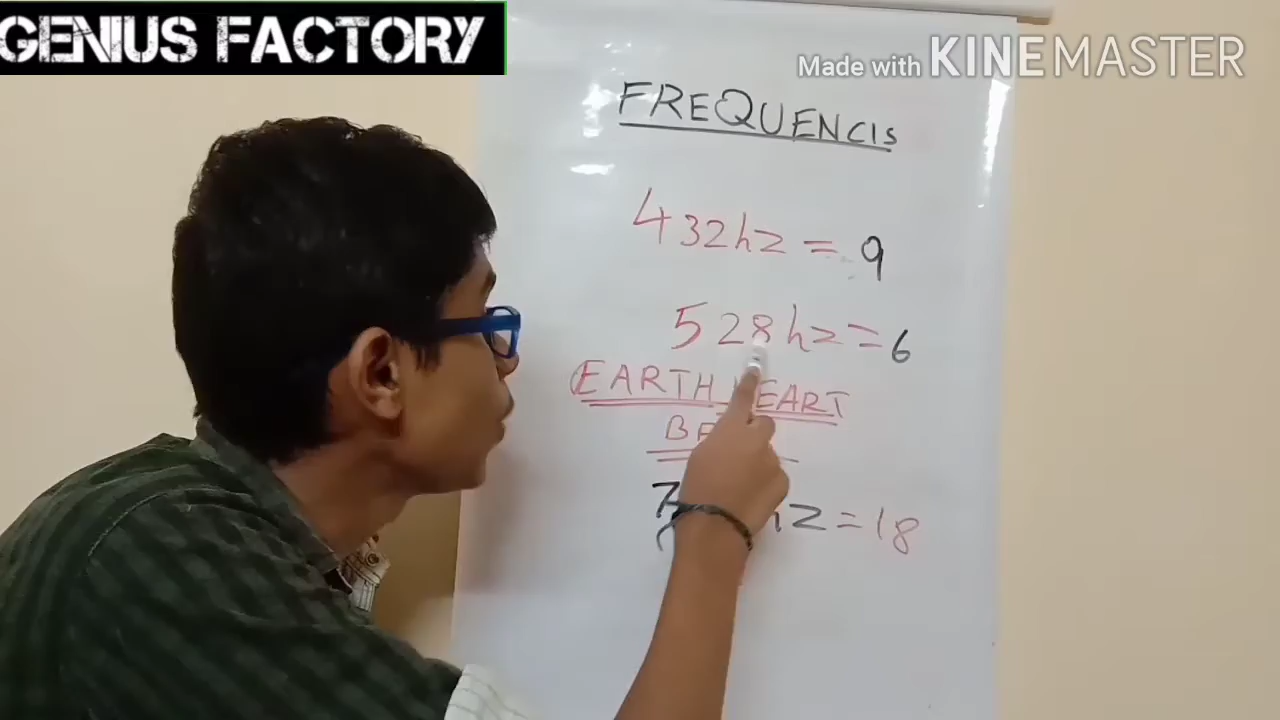 GENIUS FACTORY
Made with KINEMASTER
FREQUENCIS
432hz = 9
528hz = 6
EARTH HEART
hz = 18